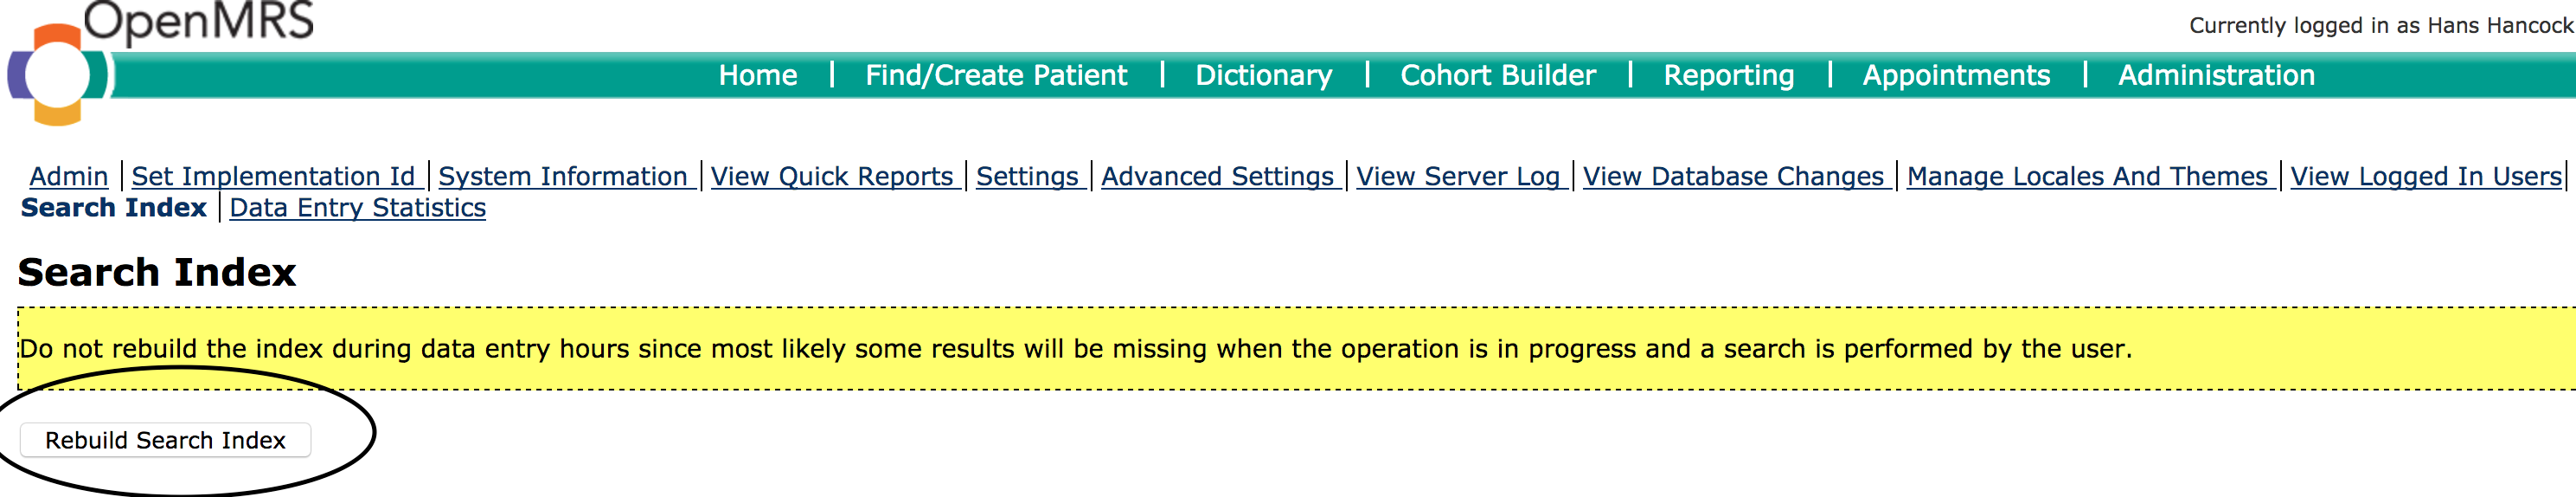 OpenMRS
Currently logged in as Hans Hancock
Home | Find/Create Patient | Dictionary | Cohort Builder | Reporting | Appointments | Administration
Admin | Set Implementation Id | System Information | View Quick Reports | Settings | Advanced Settings | View Server Log | View Database Changes | Manage Locales And Themes | View Logged In Users |
Search Index | Data Entry Statistics
Search Index
Do not rebuild the index during data entry hours since most likely some results will be missing when the operation is in progress and a search is performed by the user.
Rebuild Search Index